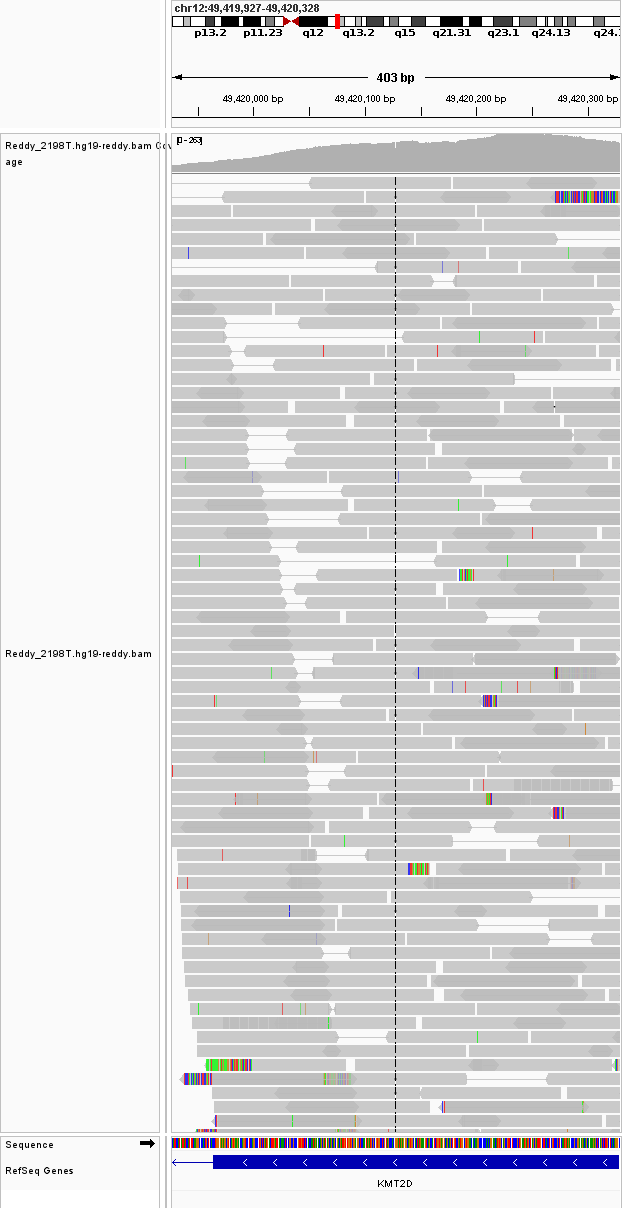 chr12:49,419,927-49,420,328
p13.2 p11.23 q12 q13.2 q15 q21.31 q23.1 q24.13 q24.
403 bp
49,420,000 bp 49,420,100 bp 49,420,200 bp 49,420,300 bp
Reddy_2198T.hg19-reddy.bam Cov
age
[0-263]
Reddy_2198T.hg19-reddy.bam
Sequence
RefSeq Genes
KMT2D